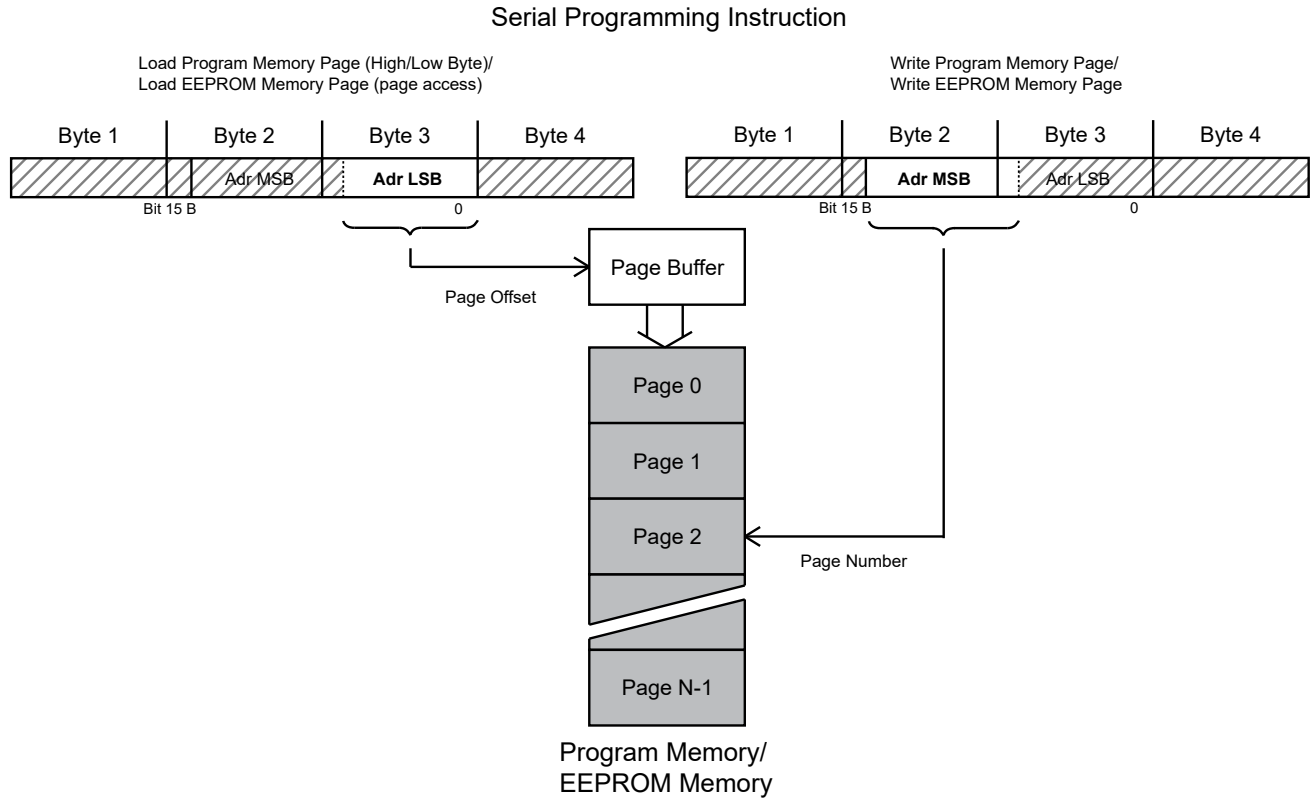 Serial Programming Instruction
Load Program Memory Page (High/Low Byte)/
Load EEPROM Memory Page (page access)
Write Program Memory Page/
Write EEPROM Memory Page
Byte 1 Byte 2 Byte 3 Byte 4
Byte 1 Byte 2 Byte 3 Byte 4
Adr MSB Adr LSB
Adr MSB Adr LSB
Bit 15 B 0
Bit 15 B 0
Page Buffer
Page Offset
Page 0
Page 1
Page 2
Page Number
Page N-1
Program Memory/
EEPROM Memory